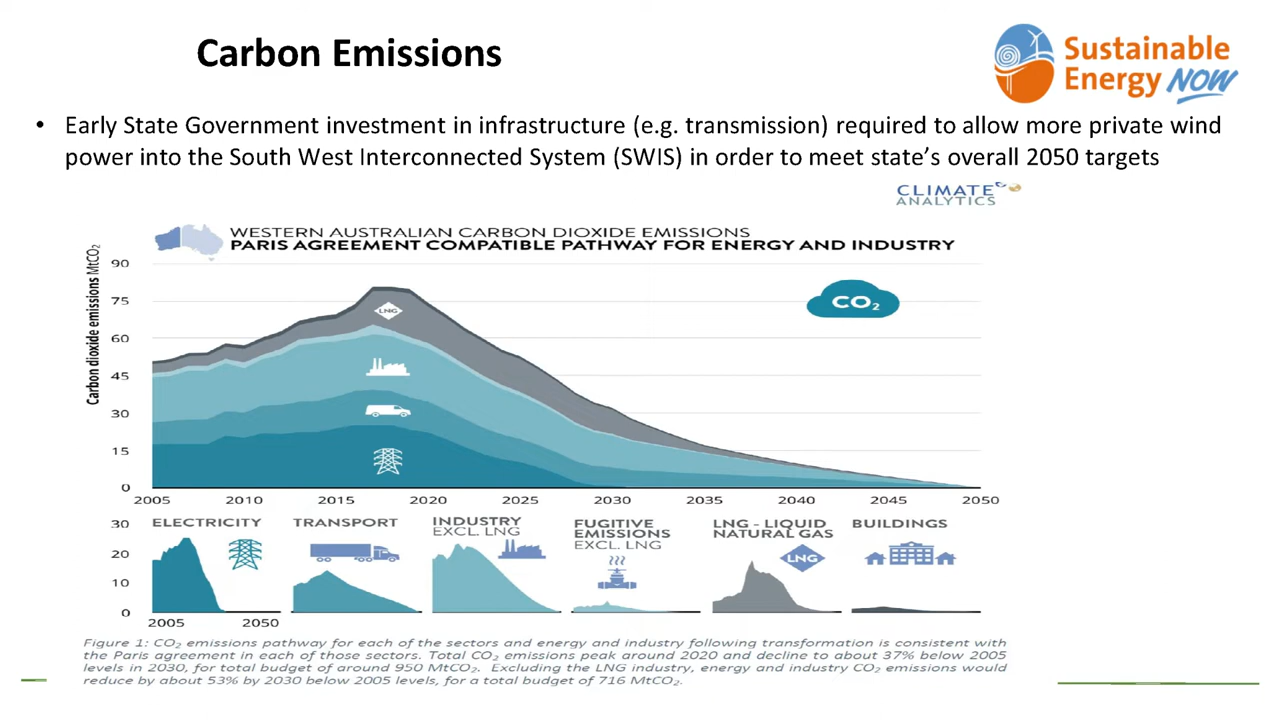 Carbon Emissions
Sustainable
Energy NOW
• Early State Government investment in infrastructure (e.g. transmission) required to allow more private wind
power into the South West Interconnected System (SWIS) in order to meet state's overall 2050 targets
CLIMATE
ANALYTICS
WESTERN AUSTRALIAN CARBON DIOXIDE EMISSIONS
PARIS AGREEMENT COMPATIBLE PATHWAY FOR ENERGY AND INDUSTRY
Carbon dioxide emissions MtCO₂
90
75
60
45
30
15
0
CO₂
LNG
2005 2010 2015 2020 2025 2030 2035 2040 2045 2050
30
20
10
0
ELECTRICITY
2005 2050
TRANSPORT
INDUSTRY
EXCL. LNG
FUGITIVE
EMISSIONS
EXCL. LNG
LNG - LIQUID
NATURAL GAS
LNG
BUILDINGS
Figure 1: CO₂ emissions pathway for each of the sectors and energy and industry following transformation is consistent with
the Paris agreement in each of those sectors. Total CO₂ emissions peak around 2020 and decline to about 37% below 2005
levels in 2030, for total budget of around 950 MtCO₂. Excluding the LNG industry, energy and industry CO₂ emissions would
reduce by about 53% by 2030 below 2005 levels, for a total budget of 716 MtCO₂.